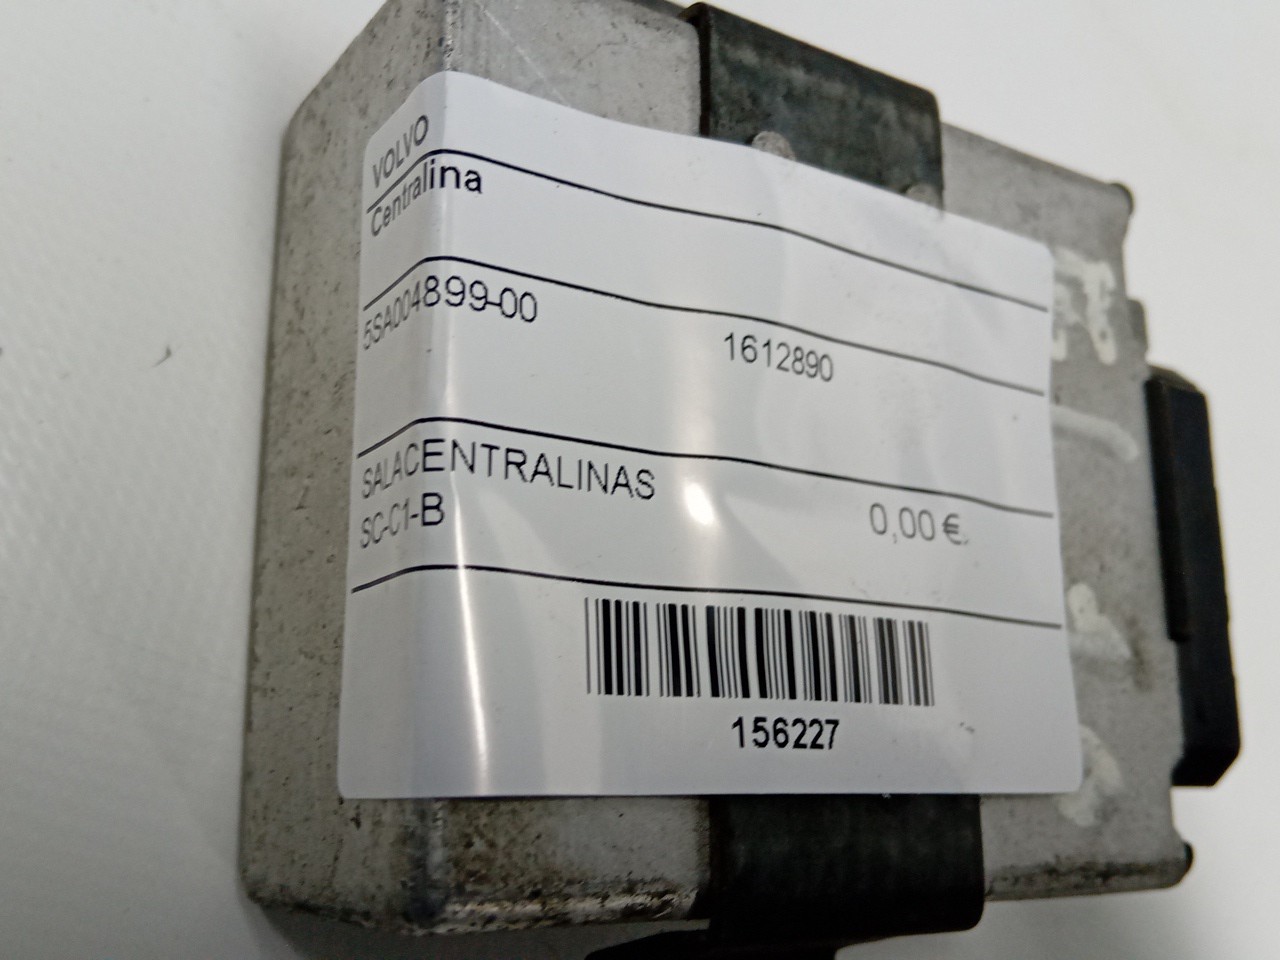 VOLVO
Centralina
5SA004899-00
1612890
SALACENTRALINAS
SC-C1-B
0,00 €.
156227